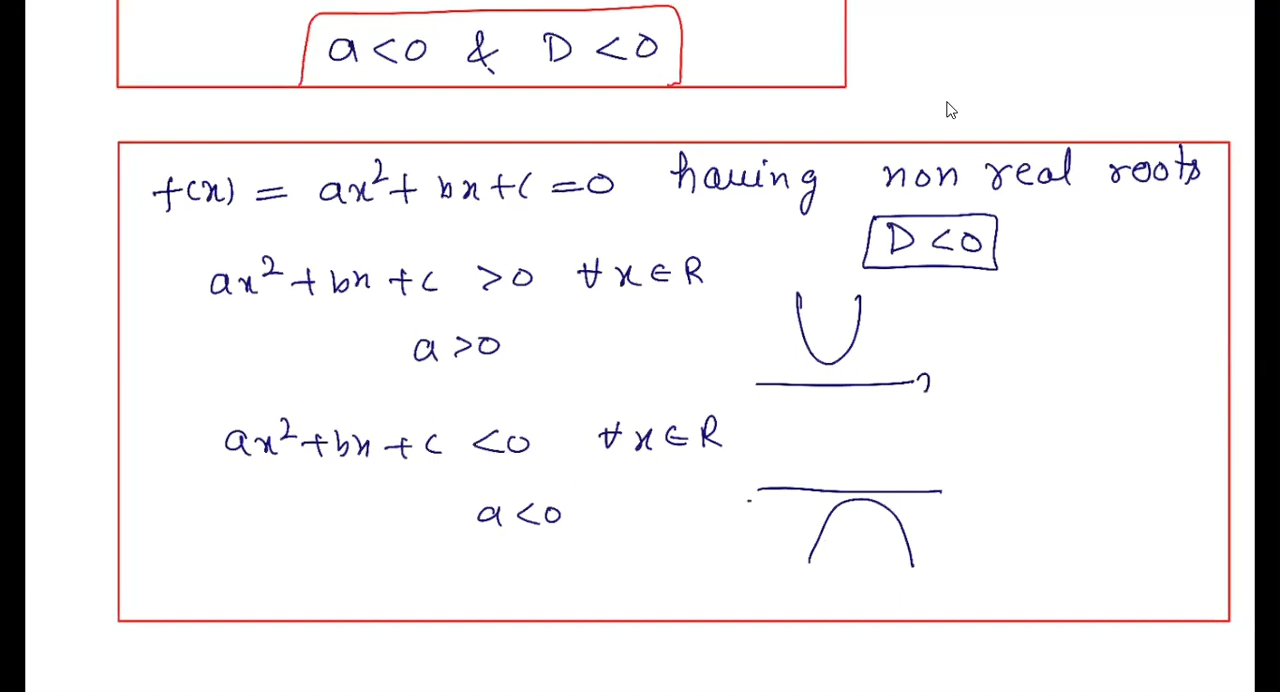 a < 0 & D < 0
f(x) = ax² + bx + c = 0 having non real roots
D < 0
ax² + bx + c > 0 ∀ x ∈ R
a > 0
ax² + bx + c < 0 ∀ x ∈ R
a < 0